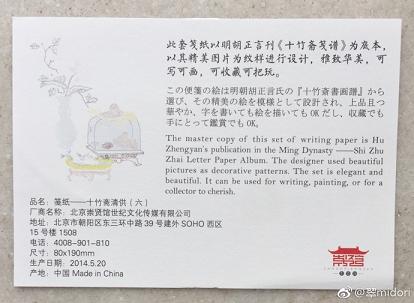 此套笺纸以明胡正言刊《十竹斋笺谱》为底本，
以其精美图片为纹样进行设计，雅致华美，可
写可画，可收藏可把玩。
この便箋の絵は明朝胡正言氏の『十竹斎書画譜』から
選び、その精美の絵を模様として設計され、上品且つ
華やか、字を書いても絵を描いてもOKだし、収蔵でも
手にとって鑑賞でもOK。
The master copy of this set of writing paper is Hu
Zhengyan's publication in the Ming Dynasty ——Shi Zhu
Zhai Letter Paper Album. The designer used beautiful
pictures as decorative patterns. The set is elegant and
beautiful. It can be used for writing, painting, or for a
collector to cherish.
品名：笺纸——十竹斋清供（六）
厂商名称：北京崇贤馆世纪文化传媒有限公司
地址：北京市朝阳区东三环中路39号建外SOHO西区
15号楼1508
电话：4008-901-810
尺寸：80x190mm
生产日期：2014.5.20
产地：中国 Made in China
@翠midori